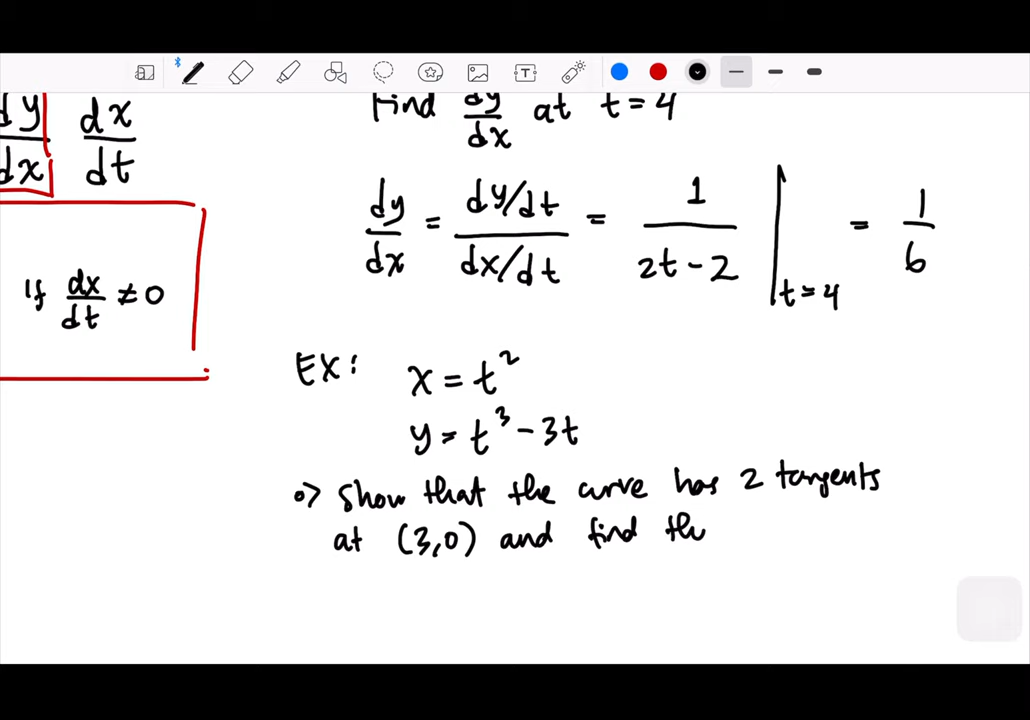 dy/dx dx/dt
If dx/dt ≠ 0
Find dy/dx at t = 4
dy/dx = (dy/dt)/(dx/dt) = 1/(2t - 2) | t = 4 = 1/6
EX: x = t²
y = t³ - 3t
a) Show that the curve has 2 tangents
at (3,0) and find th